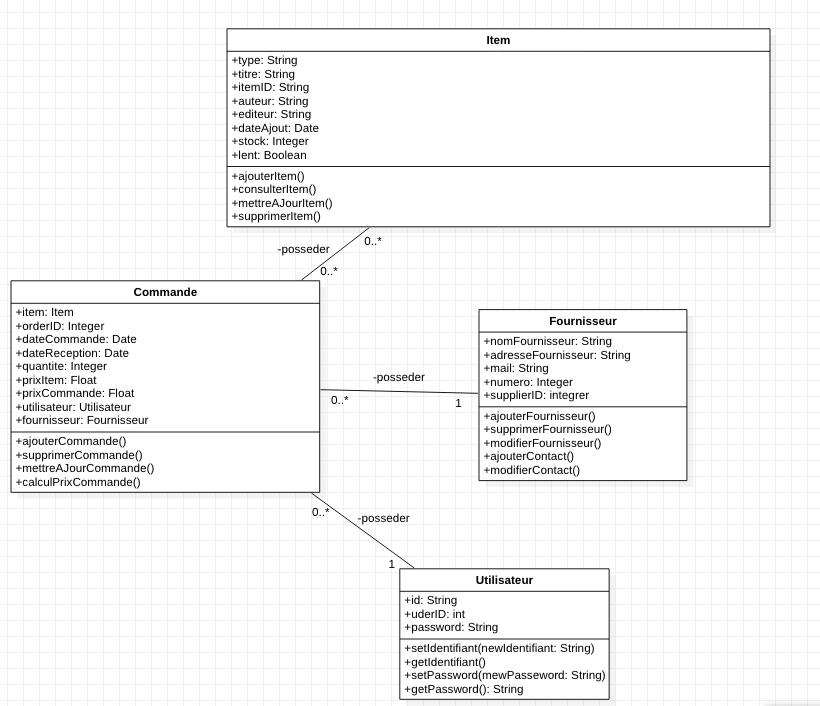 Item
+type: String
+titre: String
+itemID: String
+auteur: String
+editeur: String
+dateAjout: Date
+stock: Integer
+lent: Boolean
+ajouterItem()
+consulterItem()
+mettreAJourItem()
+supprimerItem()
0..*
-posseder
0..*
Commande
+item: Item
+orderID: Integer
+dateCommande: Date
+dateReception: Date
+quantite: Integer
+prixItem: Float
+prixCommande: Float
+utilisateur: Utilisateur
+fournisseur: Fournisseur
+ajouterCommande()
+supprimerCommande()
+mettreAJourCommande()
+calculPrixCommande()
-posseder
0..*
1
Fournisseur
+nomFournisseur: String
+adresseFournisseur: String
+mail: String
+numero: Integer
+supplierID: integrer
+ajouterFournisseur()
+supprimerFournisseur()
+modifierFournisseur()
+ajouterContact()
+modifierContact()
0..*
-posseder
1
Utilisateur
+id: String
+uderID: int
+password: String
+setIdentifiant(newIdentifiant: String)
+getIdentifiant()
+setPassword(mewPasseword: String)
+getPassword(): String